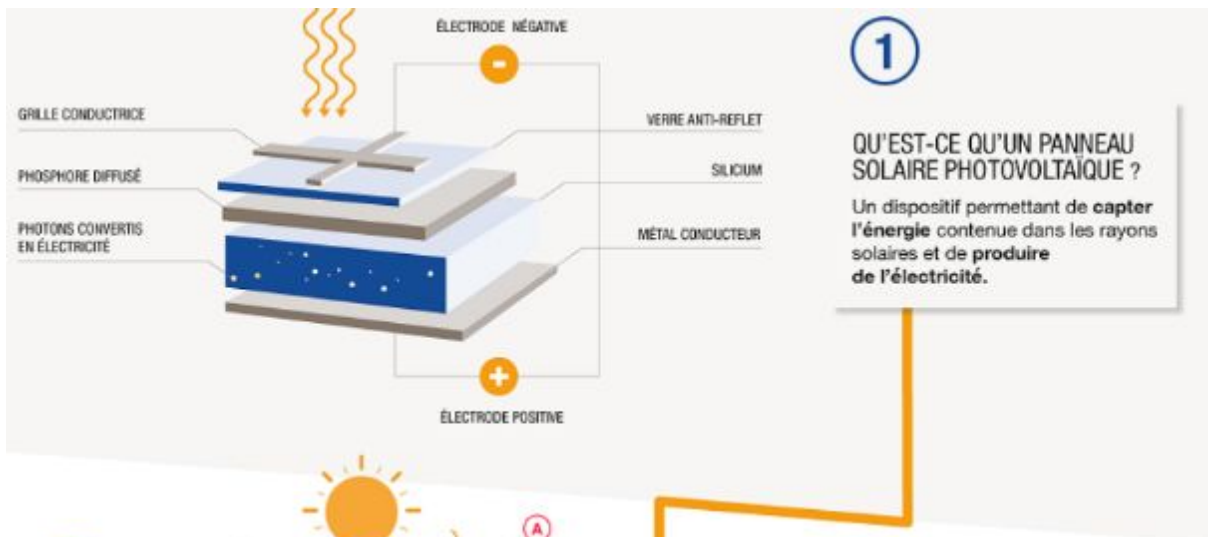 ÉLECTRODE NÉGATIVE
-
GRILLE CONDUCTRICE
PHOSPHORE DIFFUSÉ
PHOTONS CONVERTIS
EN ÉLECTRICITÉ
VERRE ANTI-REFLET
SILICIUM
MÉTAL CONDUCTEUR
+
ÉLECTRODE POSITIVE
1
QU'EST-CE QU'UN PANNEAU
SOLAIRE PHOTOVOLTAÏQUE ?
Un dispositif permettant de capter
l'énergie contenue dans les rayons
solaires et de produire
de l'électricité.
A